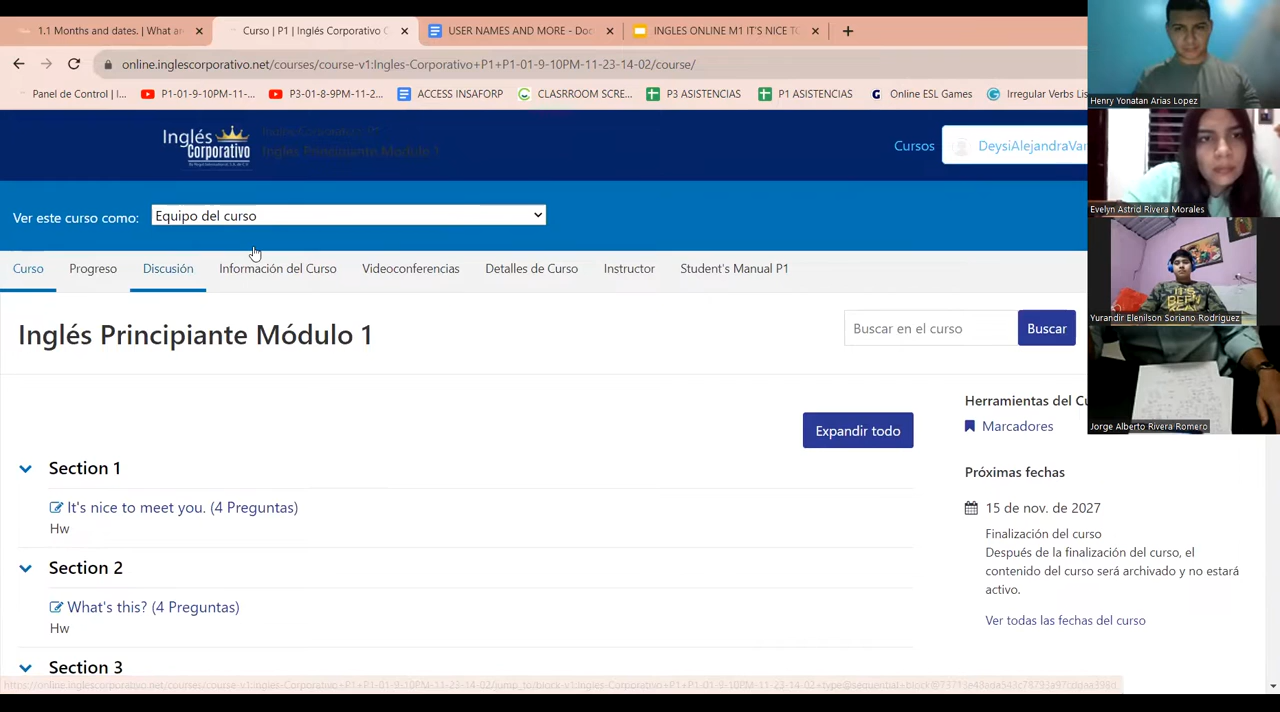 1.1 Months and dates. | What ar
Curso | P1 | Inglés Corporativo C
USER NAMES AND MORE - Doc
INGLES ONLINE M1 IT'S NICE TO
online.inglescorporativo.net/courses/course-v1:Ingles-Corporativo+P1+P1-01-9-10PM-11-23-14-02/course/
Panel de Control | I...
P1-01-9-10PM-11-...
P3-01-8-9PM-11-2...
ACCESS INSAFORP
CLASRROOM SCRE...
P3 ASISTENCIAS
P1 ASISTENCIAS
Online ESL Games
Irregular Verbs Lis
Inglés
Corporativo
Inglés Principiante Módulo 1
Cursos
DeysiAlejandraVar
Ver este curso como:
Equipo del curso
Curso
Progreso
Discusión
Información del Curso
Videoconferencias
Detalles de Curso
Instructor
Student's Manual P1
Inglés Principiante Módulo 1
Buscar en el curso
Buscar
Expandir todo
Section 1
It's nice to meet you. (4 Preguntas)
Hw
Section 2
What's this? (4 Preguntas)
Hw
Section 3
Herramientas del Cu
Marcadores
Próximas fechas
15 de nov. de 2027
Finalización del curso
Después de la finalización del curso, el
contenido del curso será archivado y no estará
activo.
Ver todas las fechas del curso
Henry Yonatan Arias Lopez
Evelyn Astrid Rivera Morales
Yurandir Elenilson Soriano Rodriguez
Jorge Alberto Rivera Romero